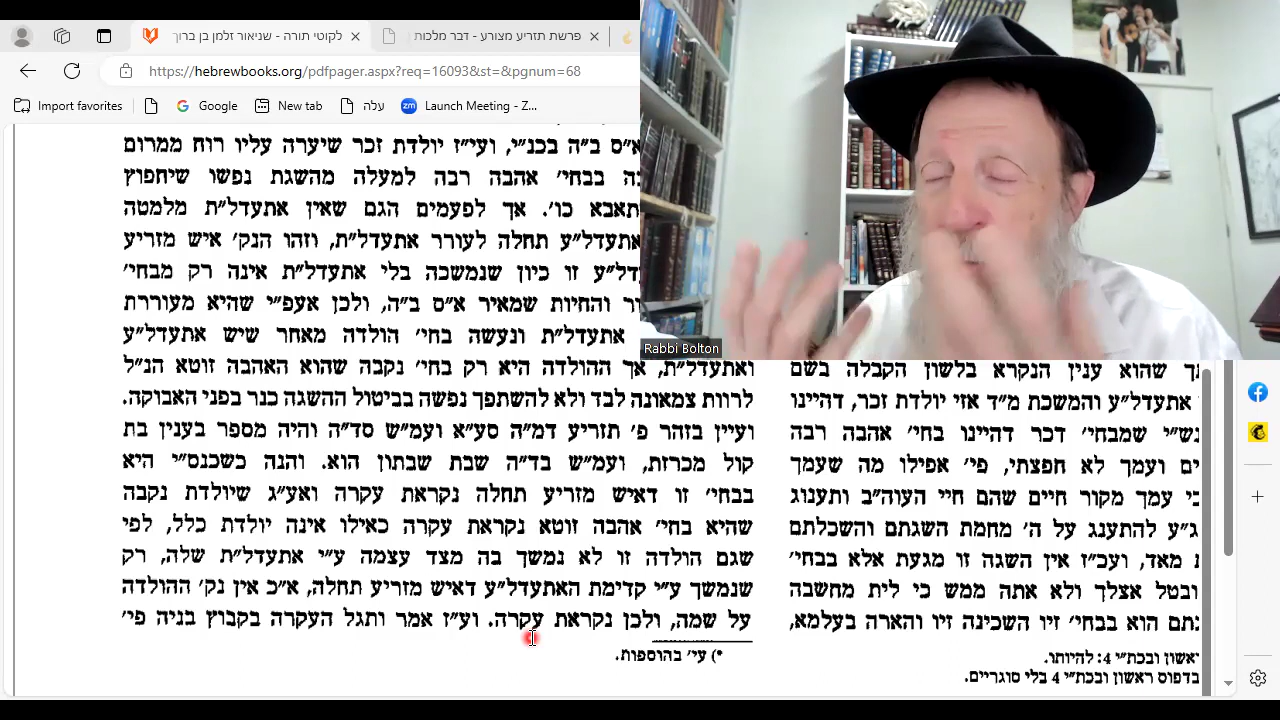 לקוטי תורה - שניאור זלמן בן ברוך
פרשת תזריע מצורע - דבר מלכות
https://hebrewbooks.org/pdfpager.aspx?req=16093&st=&pgnum=68
Import favorites
Google
New tab
עלה
Launch Meeting - Z...
Rabbi Bolton
א"ס ב"ה בכנ"י, ועי"ז יולדת זכר שיערה עליו רוח ממרום
בה בבחי' אהבה רבה למעלה מהשגת נפשו שיחפוץ
תאבא כו'. אך לפעמים הגם שאין אתעדל"ת מלמטה
אתעדל"ע תחלה לעורר אתעדל"ת, וזהו הנק' איש מזריע
דל"ע זו כיון שנמשכה בלי אתעדל"ת אינה רק מבחי'
ור והחיות שמאיר א"ס ב"ה, ולכן אעפ"י שהיא מעוררת
אתעדל"ת ונעשה בחי' הולדה מאחר שיש אתעדל"ע
ואתעדל"ת, אך ההולדה היא רק בחי' נקבה שהוא האהבה זוטא הנ"ל
לרוות צמאונה לבד ולא להשתפך נפשה בביטול ההשגה כנר בפני האבוקה.
ועיין בזהר פ' תזריע דמ"ה סע"א ועמ"ש סד"ה והיה מספר בענין בת
קול מכרזת, ועמ"ש בד"ה שבת שבתון הוא. והנה כשכנס"י היא
בבחי' זו דאיש מזריע תחלה נקראת עקרה ואע"ג שיולדת נקבה
שהיא בחי' אהבה זוטא נקראת עקרה כאילו אינה יולדת כלל, לפי
שגם הולדה זו לא נמשך בה מצד עצמה ע"י אתעדל"ת שלה, רק
שנמשך ע"י קדימת האתעדל"ע דאיש מזריע תחלה, א"כ אין נק' ההולדה
על שמה, ולכן נקראת עקרה. וע"ז אמר ותגל העקרה בקבוץ בניה פי'
*) עי' בהוספות.
תך שהוא ענין הנקרא בלשון הקבלה בשם
אתעדל"ע והמשכת מ"ד אזי יולדת זכר, דהיינו
נש"י שמבחי' דכר דהיינו בחי' אהבה רבה
ים ועמך לא חפצתי, פי' אפילו מה שעמך
כי עמך מקור חיים שהם חיי העוה"ב ותענוג
ג"ע להתענג על ה' מחמת השגתם והשכלתם
מאד, ועכ"ז אין השגה זו מגעת אלא בבחי'
ובטל אצלך ולא אתה ממש כי לית מחשבה
נתם הוא בבחי' זיו השכינה זיו והארה בעלמא,
ראשון ובכת"י 4: להיותו.
בדפוס ראשון ובכת"י 4 בלי סוגריים.